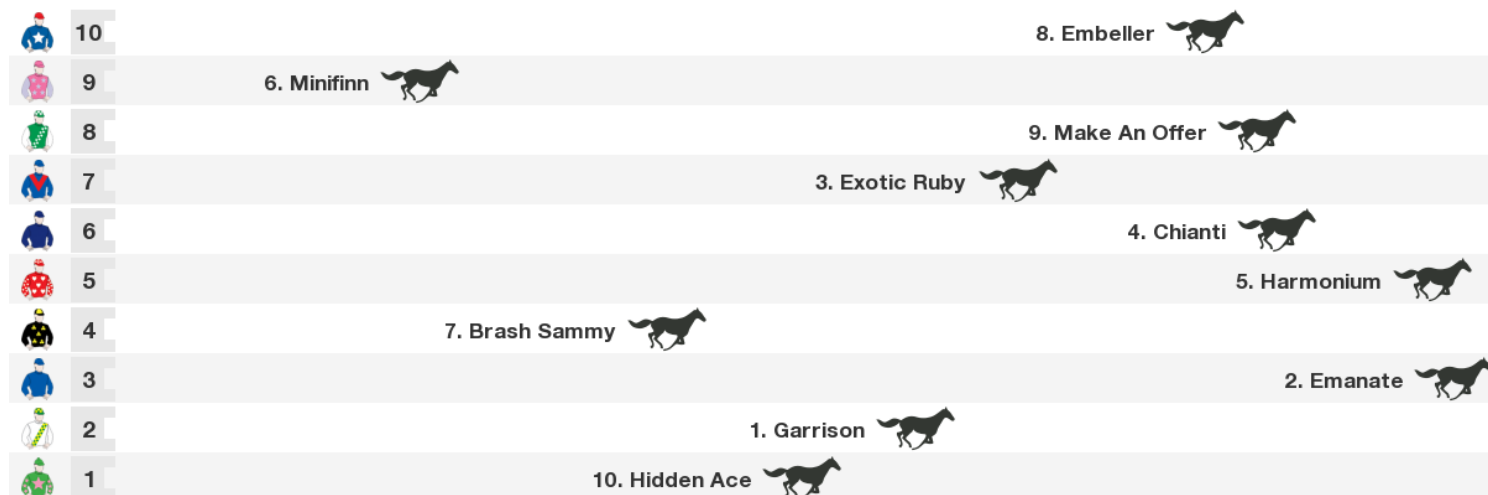 10 8. Embeller
9 6. Minifinn
8 9. Make An Offer
7 3. Exotic Ruby
6 4. Chianti
5 5. Harmonium
4 7. Brash Sammy
3 2. Emanate
2 1. Garrison
1 10. Hidden Ace